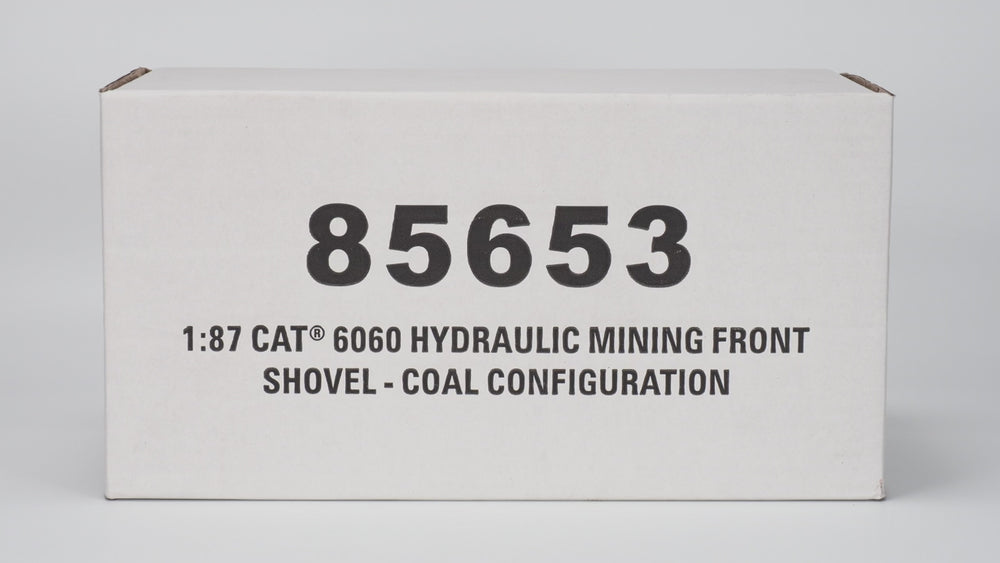 85653
1:87 CAT® 6060 HYDRAULIC MINING FRONT
SHOVEL - COAL CONFIGURATION